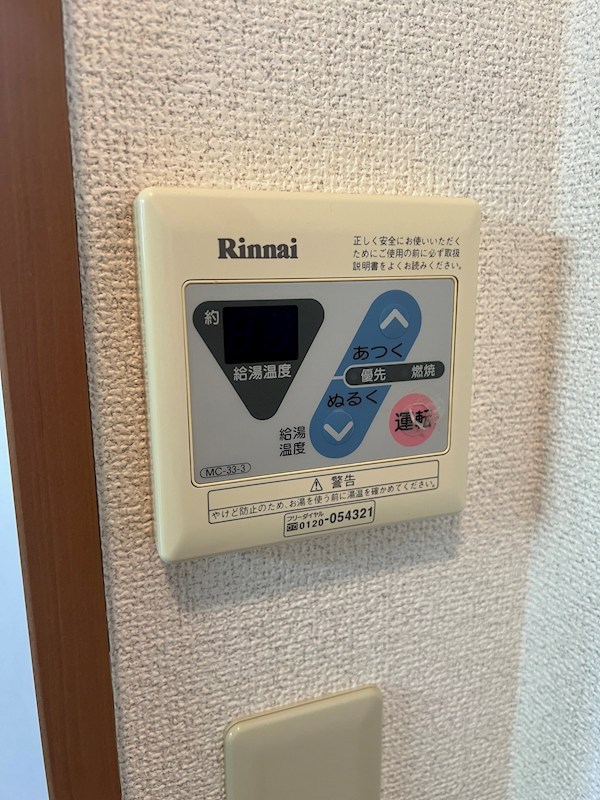 Rinnai
正しく安全にお使いいただく
ためにご使用の前に必ず取扱
説明書をよくお読みください。
約
給湯温度
あつく
優先 燃焼
ぬるく
給湯
温度
運転
MC-33-3
警告
やけど防止のため、お湯を使う前に湯温を確かめてください。
フリーダイヤル
0120-054321